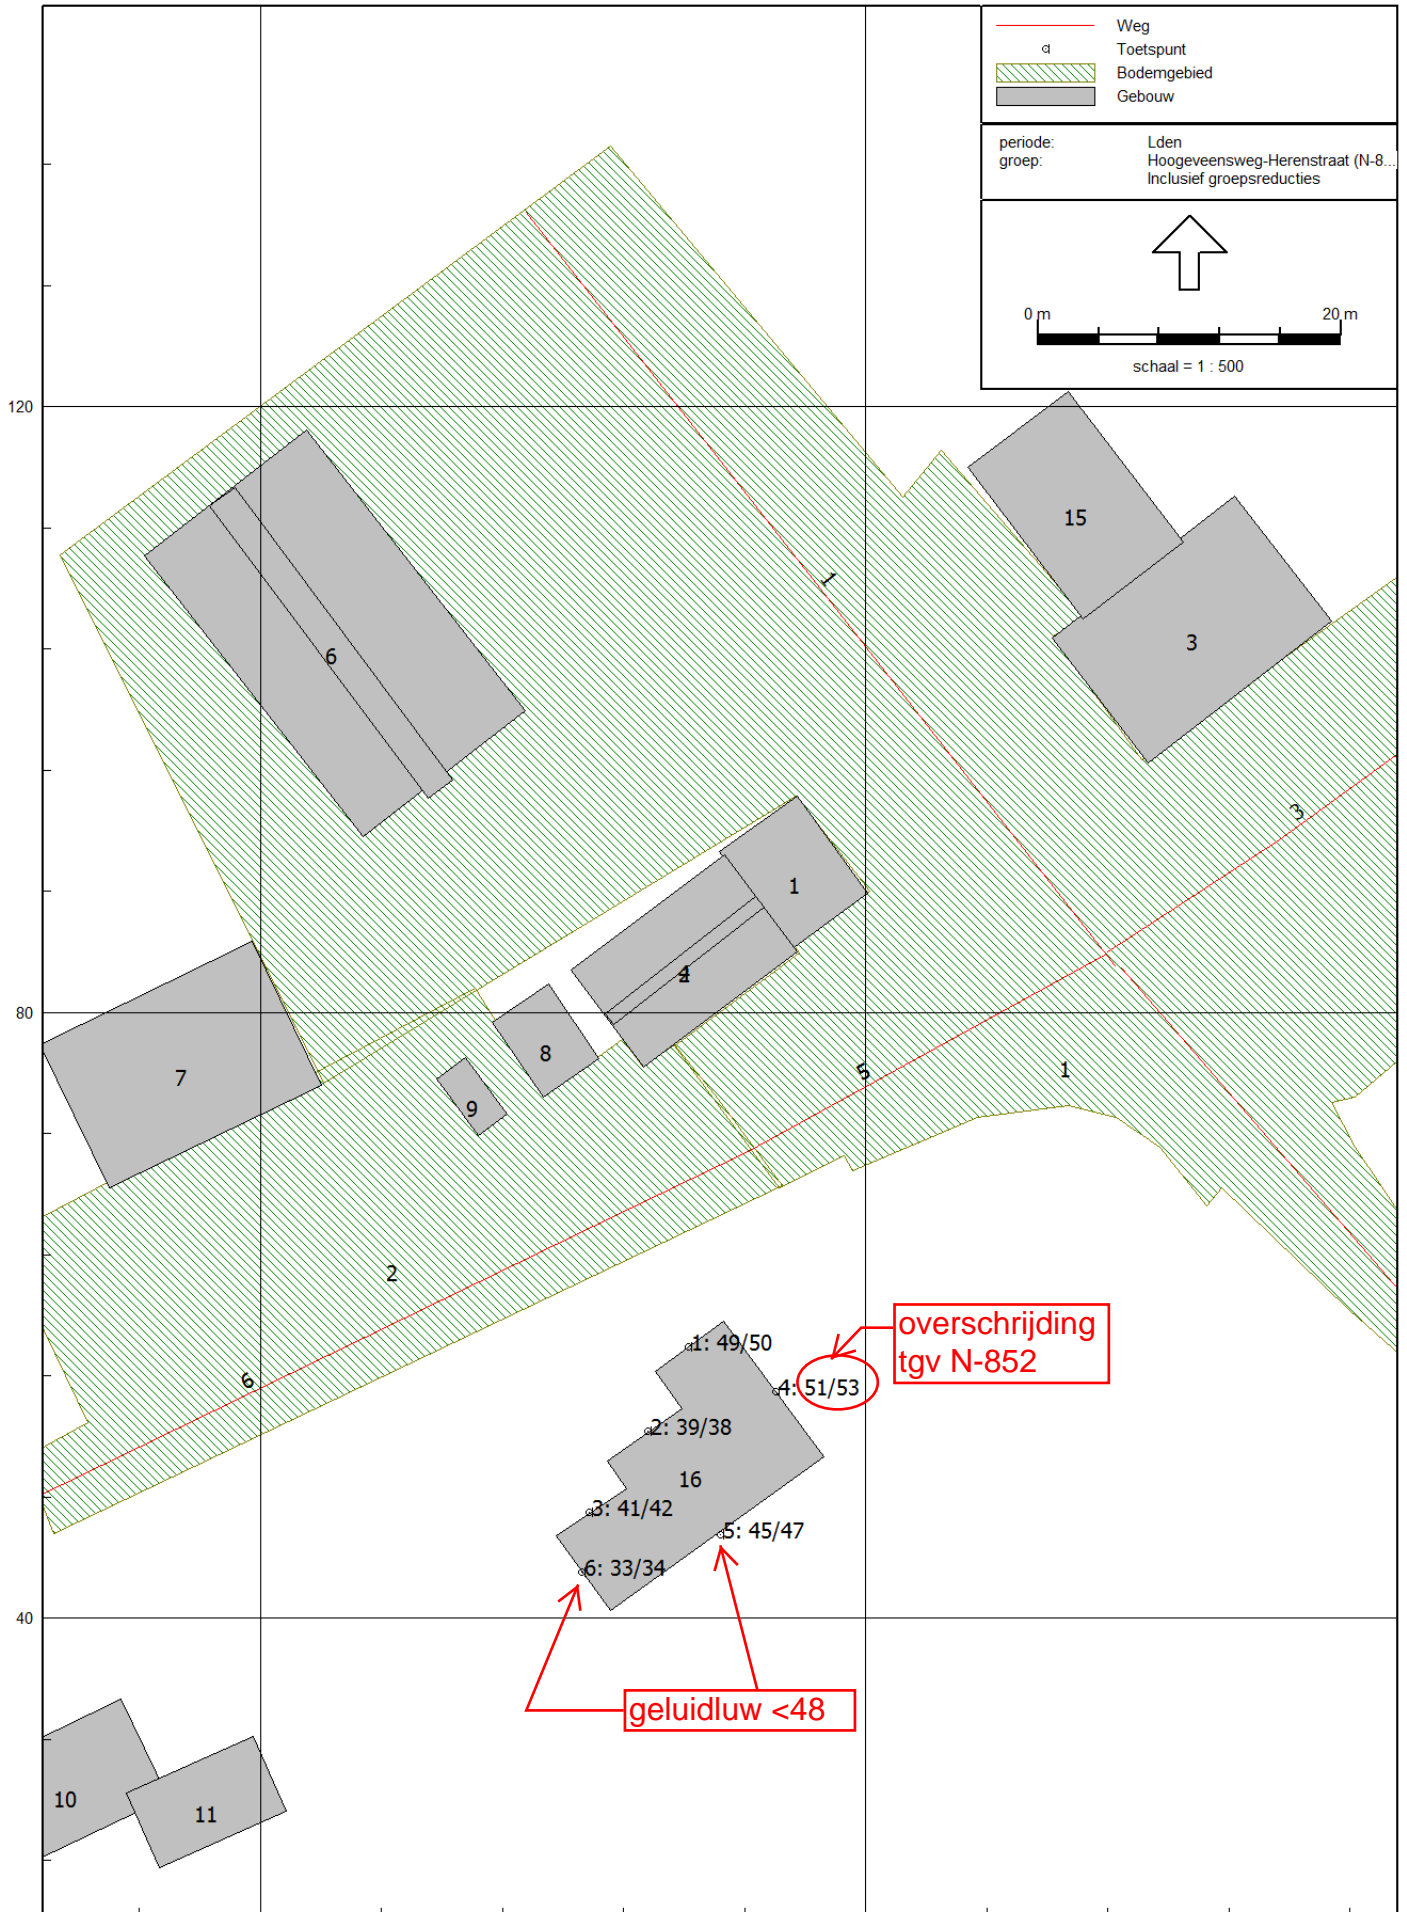 Weg
Toetspunt
Bodemgebied
Gebouw
periode: Lden
groep: Hoogeveensweg-Herenstraat (N-8...
Inclusief groepsreducties
0 m 20 m
schaal = 1 : 500
120
15
1
6
3
3
1
80
8
7
5
1
9
2
overschrijding
tgv N-852
1: 49/50
6
4: 51/53
2: 39/38
16
3: 41/42
5: 45/47
6: 33/34
40
geluidluw <48
10
11